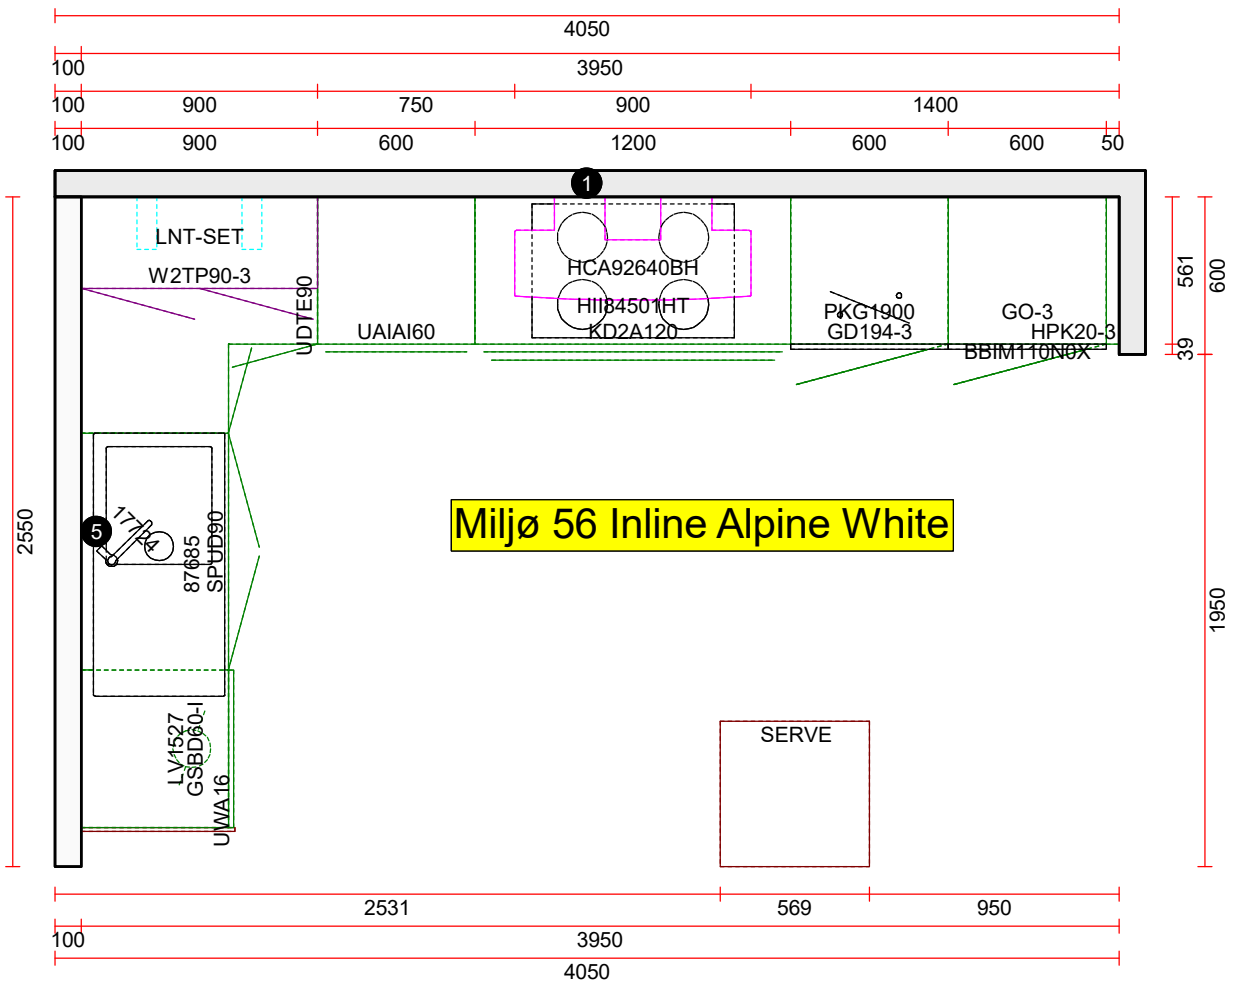 4050
100 3950
100 900 750 900 1400
100 900 600 1200 600 600 50
1
LNT-SET
W2TP90-3
UDTE90
UAIAI60
HCA92640BH
HII84501HT
KD2A120
PKG1900
GD194-3
GO-3
HPK20-3
BBIM110N0X
561
39
600
1950
2550
5
17724
87685
SPUD90
Miljø 56 Inline Alpine White
LV1527
GSBD60-I
UWA16
SERVE
2531 569 950
100 3950
4050